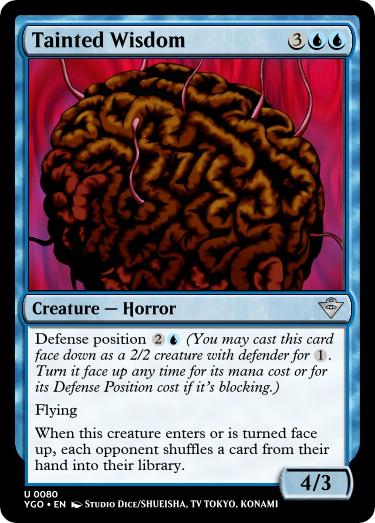 Tainted Wisdom 3
Creature — Horror
Defense position 2 (You may cast this card
face down as a 2/2 creature with defender for 1.
Turn it face up any time for its mana cost or for
its Defense Position cost if it's blocking.)
Flying
When this creature enters or is turned face
up, each opponent shuffles a card from their
hand into their library.
4/3
U 0080
YGO • EN Studio Dice/SHUEISHA, TV TOKYO, KONAMI